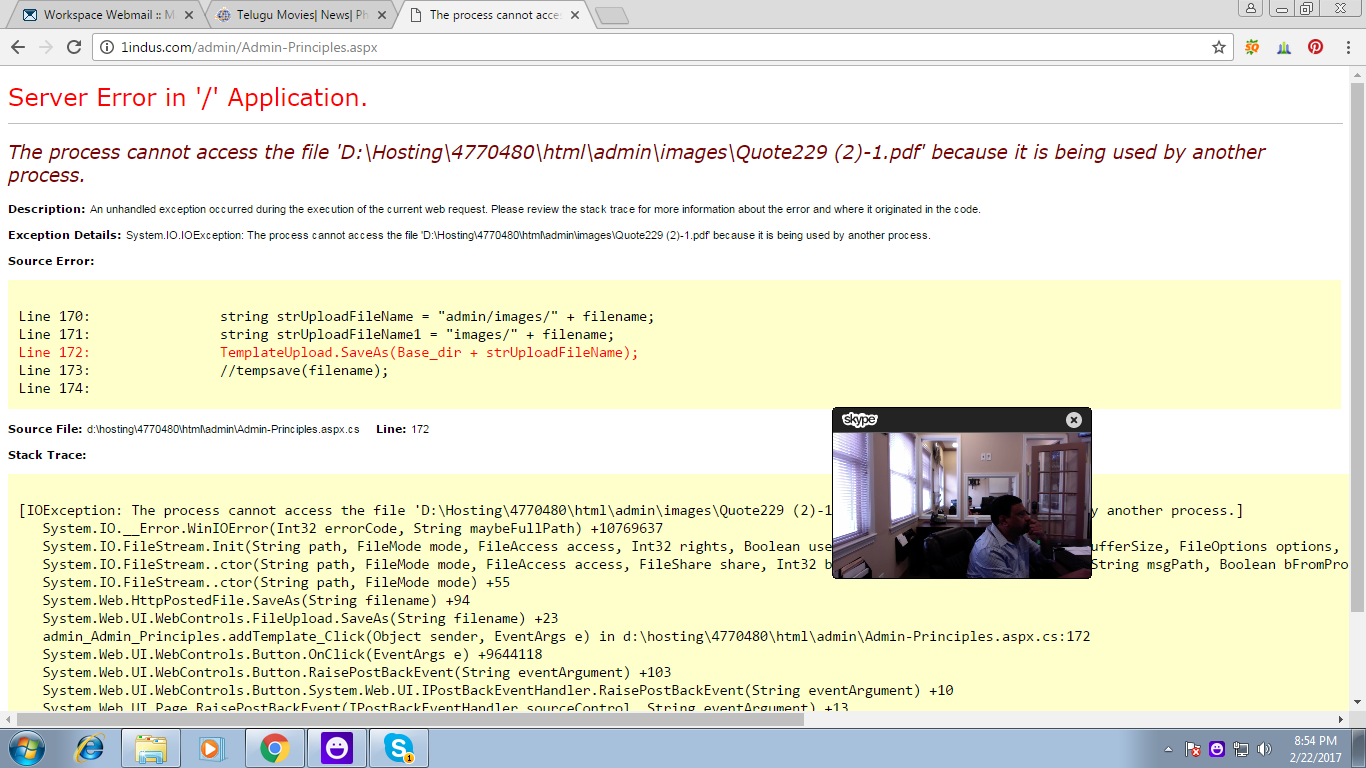 Workspace Webmail :: M
Telugu Movies| News| Ph
The process cannot acce
1indus.com/admin/Admin-Principles.aspx
Server Error in '/' Application.
The process cannot access the file 'D:\Hosting\4770480\html\admin\images\Quote229 (2)-1.pdf' because it is being used by another
process.
Description: An unhandled exception occurred during the execution of the current web request. Please review the stack trace for more information about the error and where it originated in the code.
Exception Details: System.IO.IOException: The process cannot access the file 'D:\Hosting\4770480\html\admin\images\Quote229 (2)-1.pdf' because it is being used by another process.
Source Error:
Line 170: string strUploadFileName = "admin/images/" + filename;
Line 171: string strUploadFileName1 = "images/" + filename;
Line 172: TemplateUpload.SaveAs(Base_dir + strUploadFileName);
Line 173: //tempsave(filename);
Line 174:
Source File: d:\hosting\4770480\html\admin\Admin-Principles.aspx.cs Line: 172
Stack Trace:
skype
[IOException: The process cannot access the file 'D:\Hosting\4770480\html\admin\images\Quote229 (2)-1 y another process.]
System.IO.__Error.WinIOError(Int32 errorCode, String maybeFullPath) +10769637
System.IO.FileStream.Init(String path, FileMode mode, FileAccess access, Int32 rights, Boolean use ufferSize, FileOptions options,
System.IO.FileStream..ctor(String path, FileMode mode, FileAccess access, FileShare share, Int32 b String msgPath, Boolean bFromPro
System.IO.FileStream..ctor(String path, FileMode mode) +55
System.Web.HttpPostedFile.SaveAs(String filename) +94
System.Web.UI.WebControls.FileUpload.SaveAs(String filename) +23
admin_Admin_Principles.addTemplate_Click(Object sender, EventArgs e) in d:\hosting\4770480\html\admin\Admin-Principles.aspx.cs:172
System.Web.UI.WebControls.Button.OnClick(EventArgs e) +9644118
System.Web.UI.WebControls.Button.RaisePostBackEvent(String eventArgument) +103
System.Web.UI.WebControls.Button.System.Web.UI.IPostBackEventHandler.RaisePostBackEvent(String eventArgument) +10
System.Web.UI.Page.RaisePostBackEvent(IPostBackEventHandler sourceControl, String eventArgument) +13
8:54 PM
2/22/2017